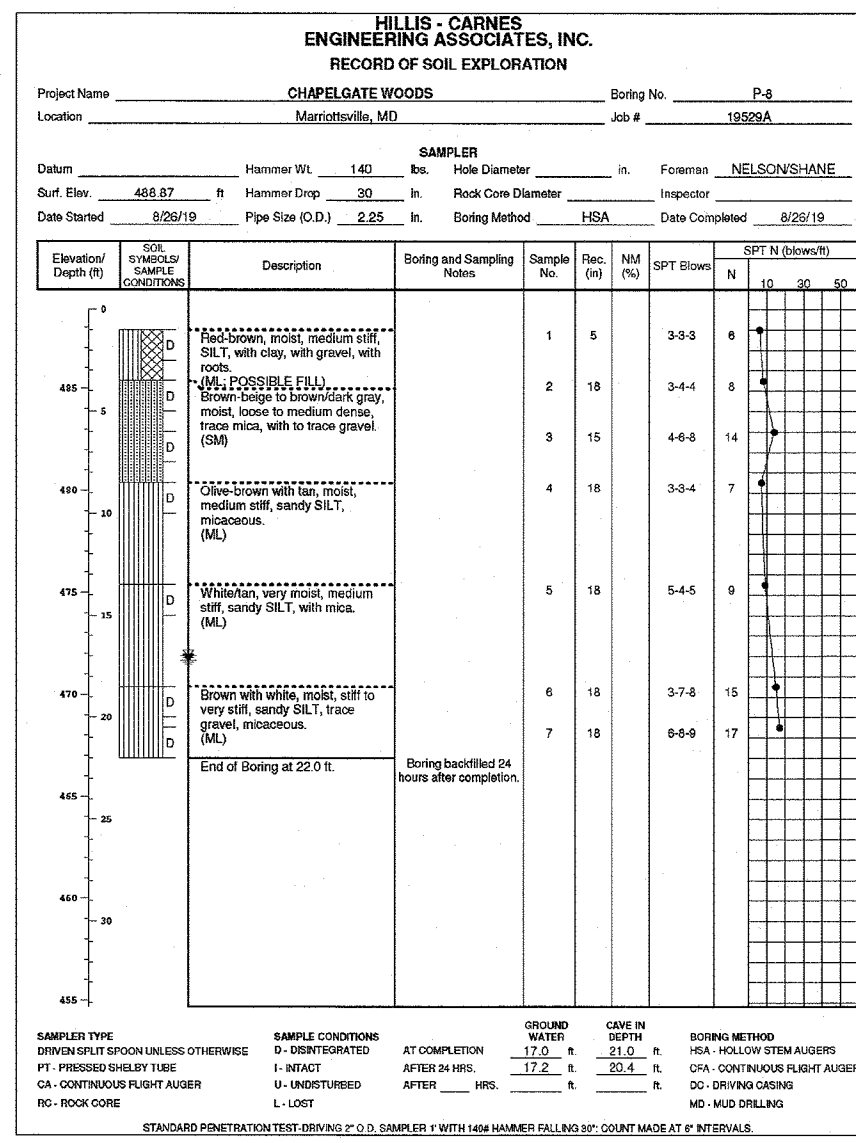 HILLIS - CARNES
ENGINEERING ASSOCIATES, INC.
RECORD OF SOIL EXPLORATION
Project Name CHAPELGATE WOODS Boring No. P-8
Location Marriottsville, MD Job # 19529A
SAMPLER
Datum Hammer Wt. 140 lbs. Hole Diameter in. Foreman NELSON/SHANE
Surf. Elev. 488.87 ft Hammer Drop 30 in. Rock Core Diameter Inspector
Date Started 8/26/19 Pipe Size (O.D.) 2.25 in. Boring Method HSA Date Completed 8/26/19
Elevation/ Depth (ft) SOIL SYMBOLS/ SAMPLE CONDITIONS Description Boring and Sampling Notes Sample No. Rec. (in) NM (%) SPT Blows N SPT N (blows/ft)
10 30 50
0
Red-brown, moist, medium stiff, 1 5 3-3-3 6
D
SILT, with clay, with gravel, with
roots.
(ML; POSSIBLE FILL)
485 2 18 3-4-4 8
D Brown-beige to brown/dark gray,
5 moist, loose to medium dense,
trace mica, with to trace gravel.
(SM) 3 15 4-6-8 14
D
480 Olive-brown with tan, moist, 4 18 3-3-4 7
D medium stiff, sandy SILT,
10 micaceous.
(ML)
475 White/tan, very moist, medium 5 18 5-4-5 9
D stiff, sandy SILT, with mica.
15 (ML)
470 Brown with white, moist, stiff to 6 18 3-7-8 15
D very stiff, sandy SILT, trace
20 gravel, micaceous.
D (ML) 7 18 6-8-9 17
End of Boring at 22.0 ft. Boring backfilled 24
hours after completion.
465
25
460
30
455
GROUND WATER CAVE IN DEPTH
SAMPLER TYPE SAMPLE CONDITIONS BORING METHOD
DRIVEN SPLIT SPOON UNLESS OTHERWISE D - DISINTEGRATED AT COMPLETION 17.0 ft. 21.0 ft. HSA - HOLLOW STEM AUGERS
PT - PRESSED SHELBY TUBE I - INTACT AFTER 24 HRS. 17.2 ft. 20.4 ft. CFA - CONTINUOUS FLIGHT AUGER
CA - CONTINUOUS FLIGHT AUGER U - UNDISTURBED AFTER HRS. ft. ft. DC - DRIVING CASING
RC - ROCK CORE L - LOST MD - MUD DRILLING
STANDARD PENETRATION TEST-DRIVING 2" O.D. SAMPLER 1' WITH 140# HAMMER FALLING 30": COUNT MADE AT 6" INTERVALS.